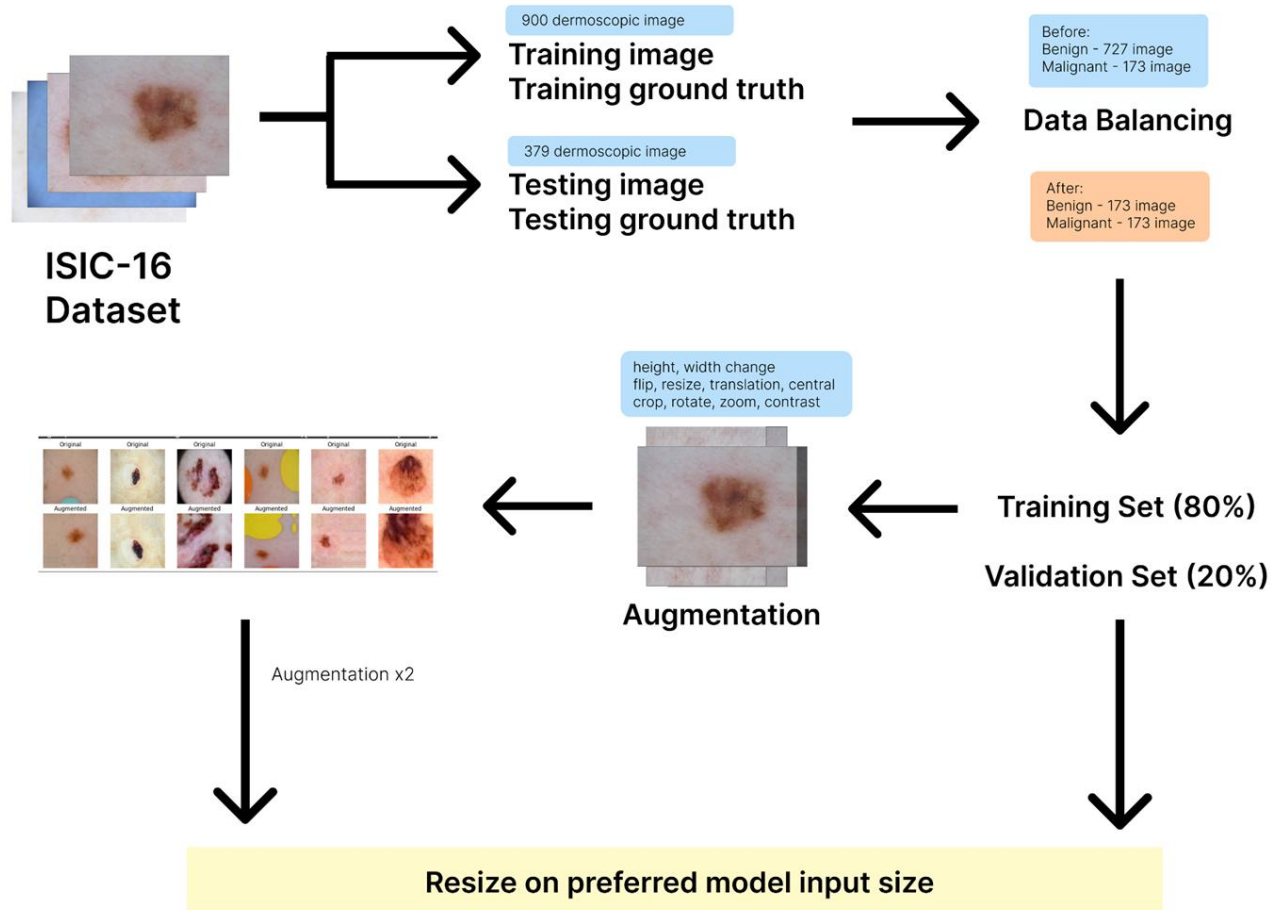 900 dermoscopic image
Training image
Training ground truth
379 dermoscopic image
Testing image
Testing ground truth
ISIC-16
Dataset
Before:
Benign - 727 image
Malignant - 173 image
Data Balancing
After:
Benign - 173 image
Malignant - 173 image
Training Set (80%)
Validation Set (20%)
height, width change
flip, resize, translation, central
crop, rotate, zoom, contrast
Augmentation
Original Original Original Original Original Original
Augmented Augmented Augmented Augmented Augmented Augmented
Augmentation x2
Resize on preferred model input size